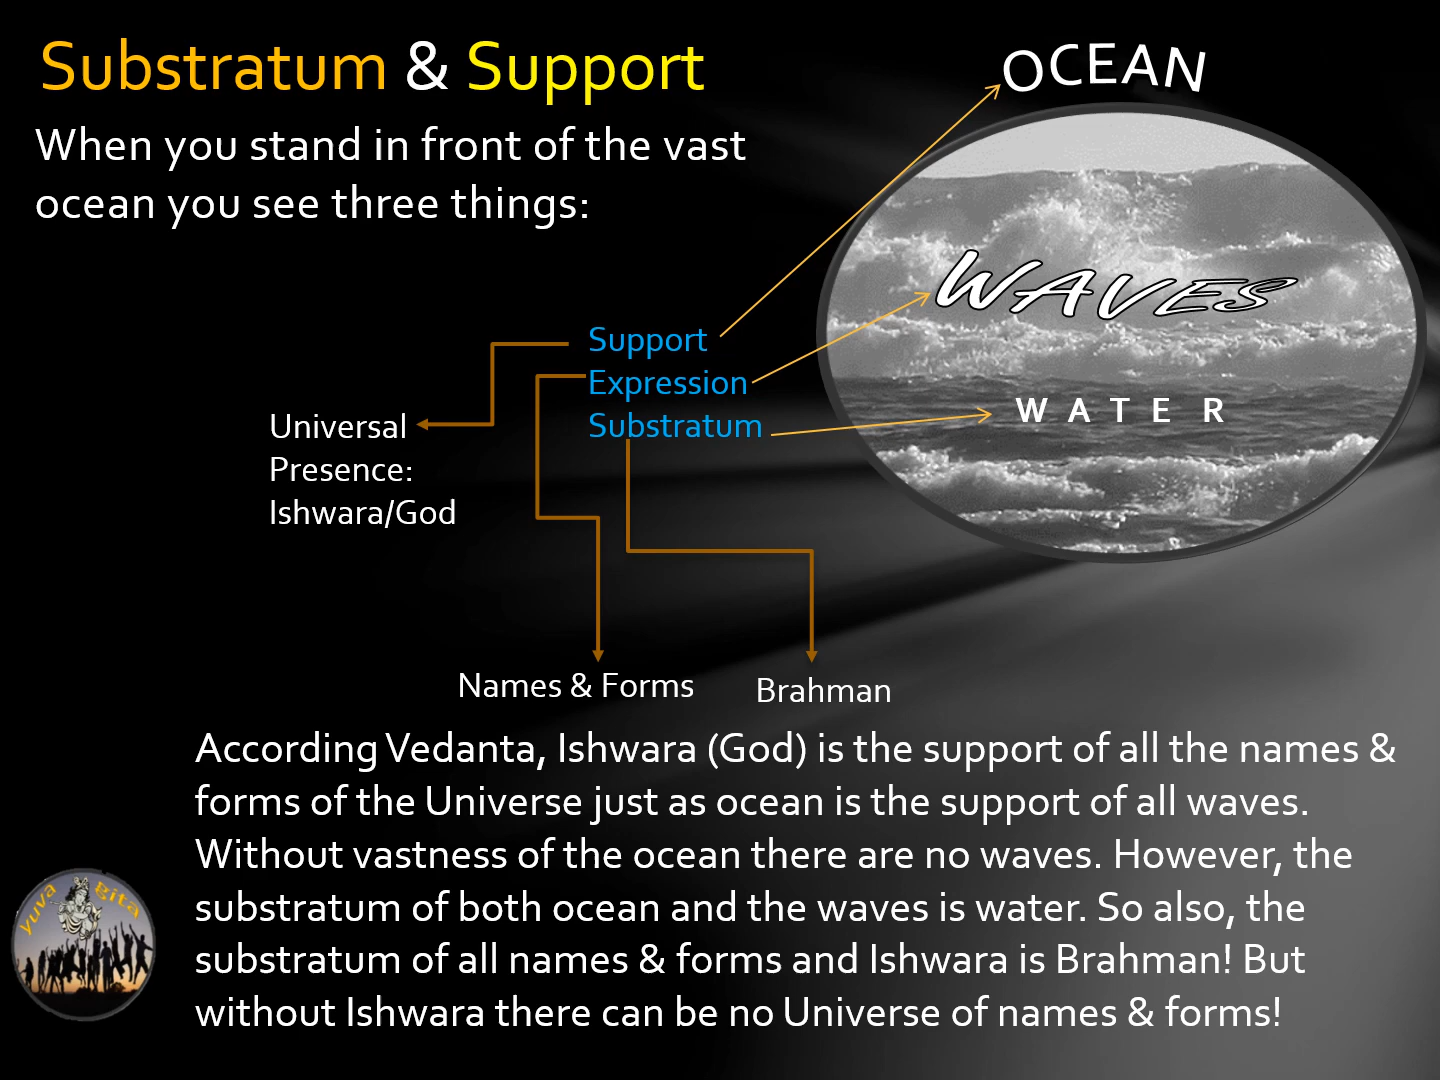 Substratum & Support
When you stand in front of the vast
ocean you see three things:
OCEAN
WAVES
WATER
Support
Expression
Substratum
Universal
Presence:
Ishwara/God
Names & Forms
Brahman
According Vedanta, Ishwara (God) is the support of all the names &
forms of the Universe just as ocean is the support of all waves.
Without vastness of the ocean there are no waves. However, the
substratum of both ocean and the waves is water. So also, the
substratum of all names & forms and Ishwara is Brahman! But
without Ishwara there can be no Universe of names & forms!
yuva gita